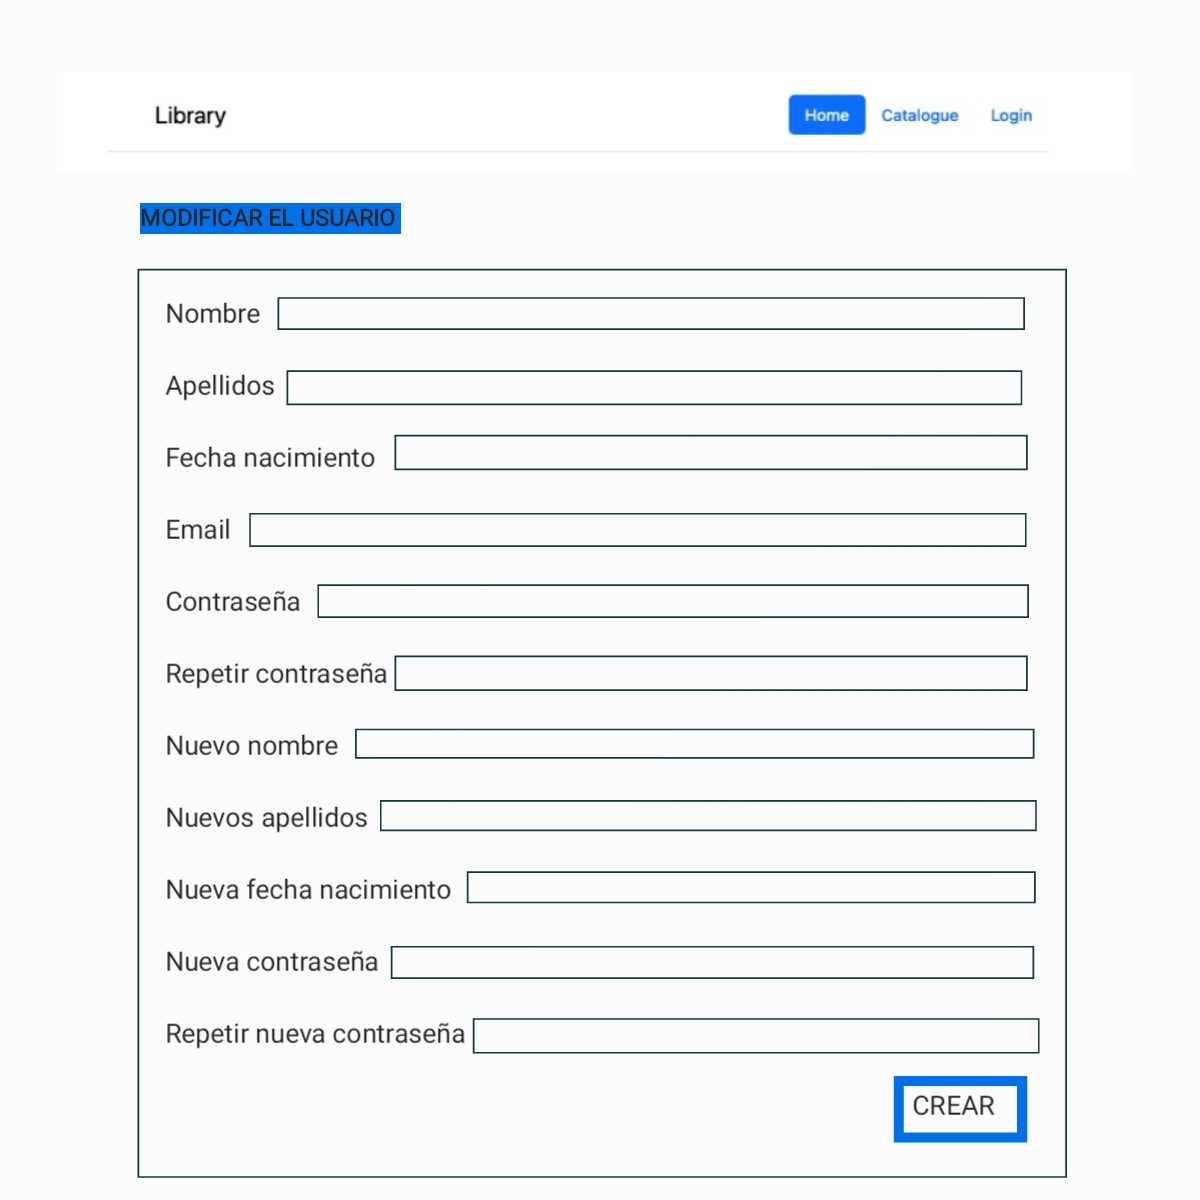 Library
Home Catalogue Login
MODIFICAR EL USUARIO
Nombre
Apellidos
Fecha nacimiento
Email
Contraseña
Repetir contraseña
Nuevo nombre
Nuevos apellidos
Nueva fecha nacimiento
Nueva contraseña
Repetir nueva contraseña
CREAR